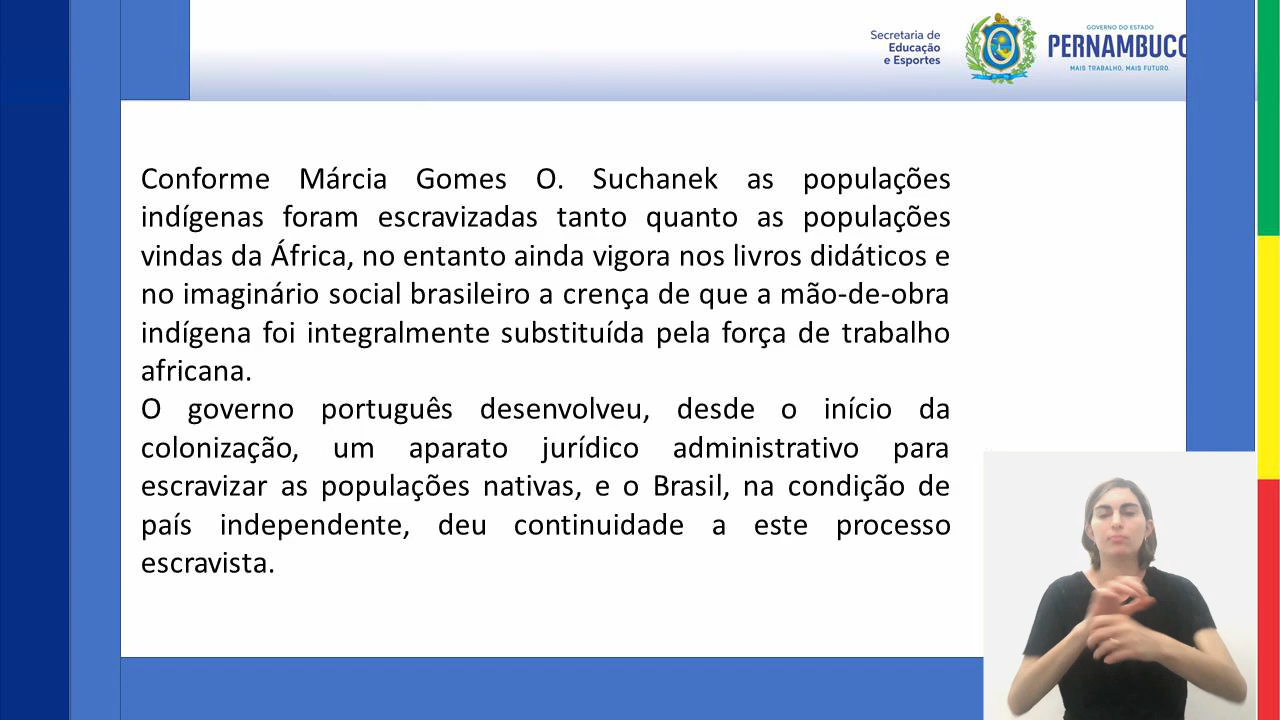 Secretaria de
Educação
e Esportes
GOVERNO DO ESTADO
PERNAMBUCO
MAIS TRABALHO, MAIS FUTURO.
Conforme Márcia Gomes O. Suchanek as populações
indígenas foram escravizadas tanto quanto as populações
vindas da África, no entanto ainda vigora nos livros didáticos e
no imaginário social brasileiro a crença de que a mão-de-obra
indígena foi integralmente substituída pela força de trabalho
africana.
O governo português desenvolveu, desde o início da
colonização, um aparato jurídico administrativo para
escravizar as populações nativas, e o Brasil, na condição de
país independente, deu continuidade a este processo
escravista.